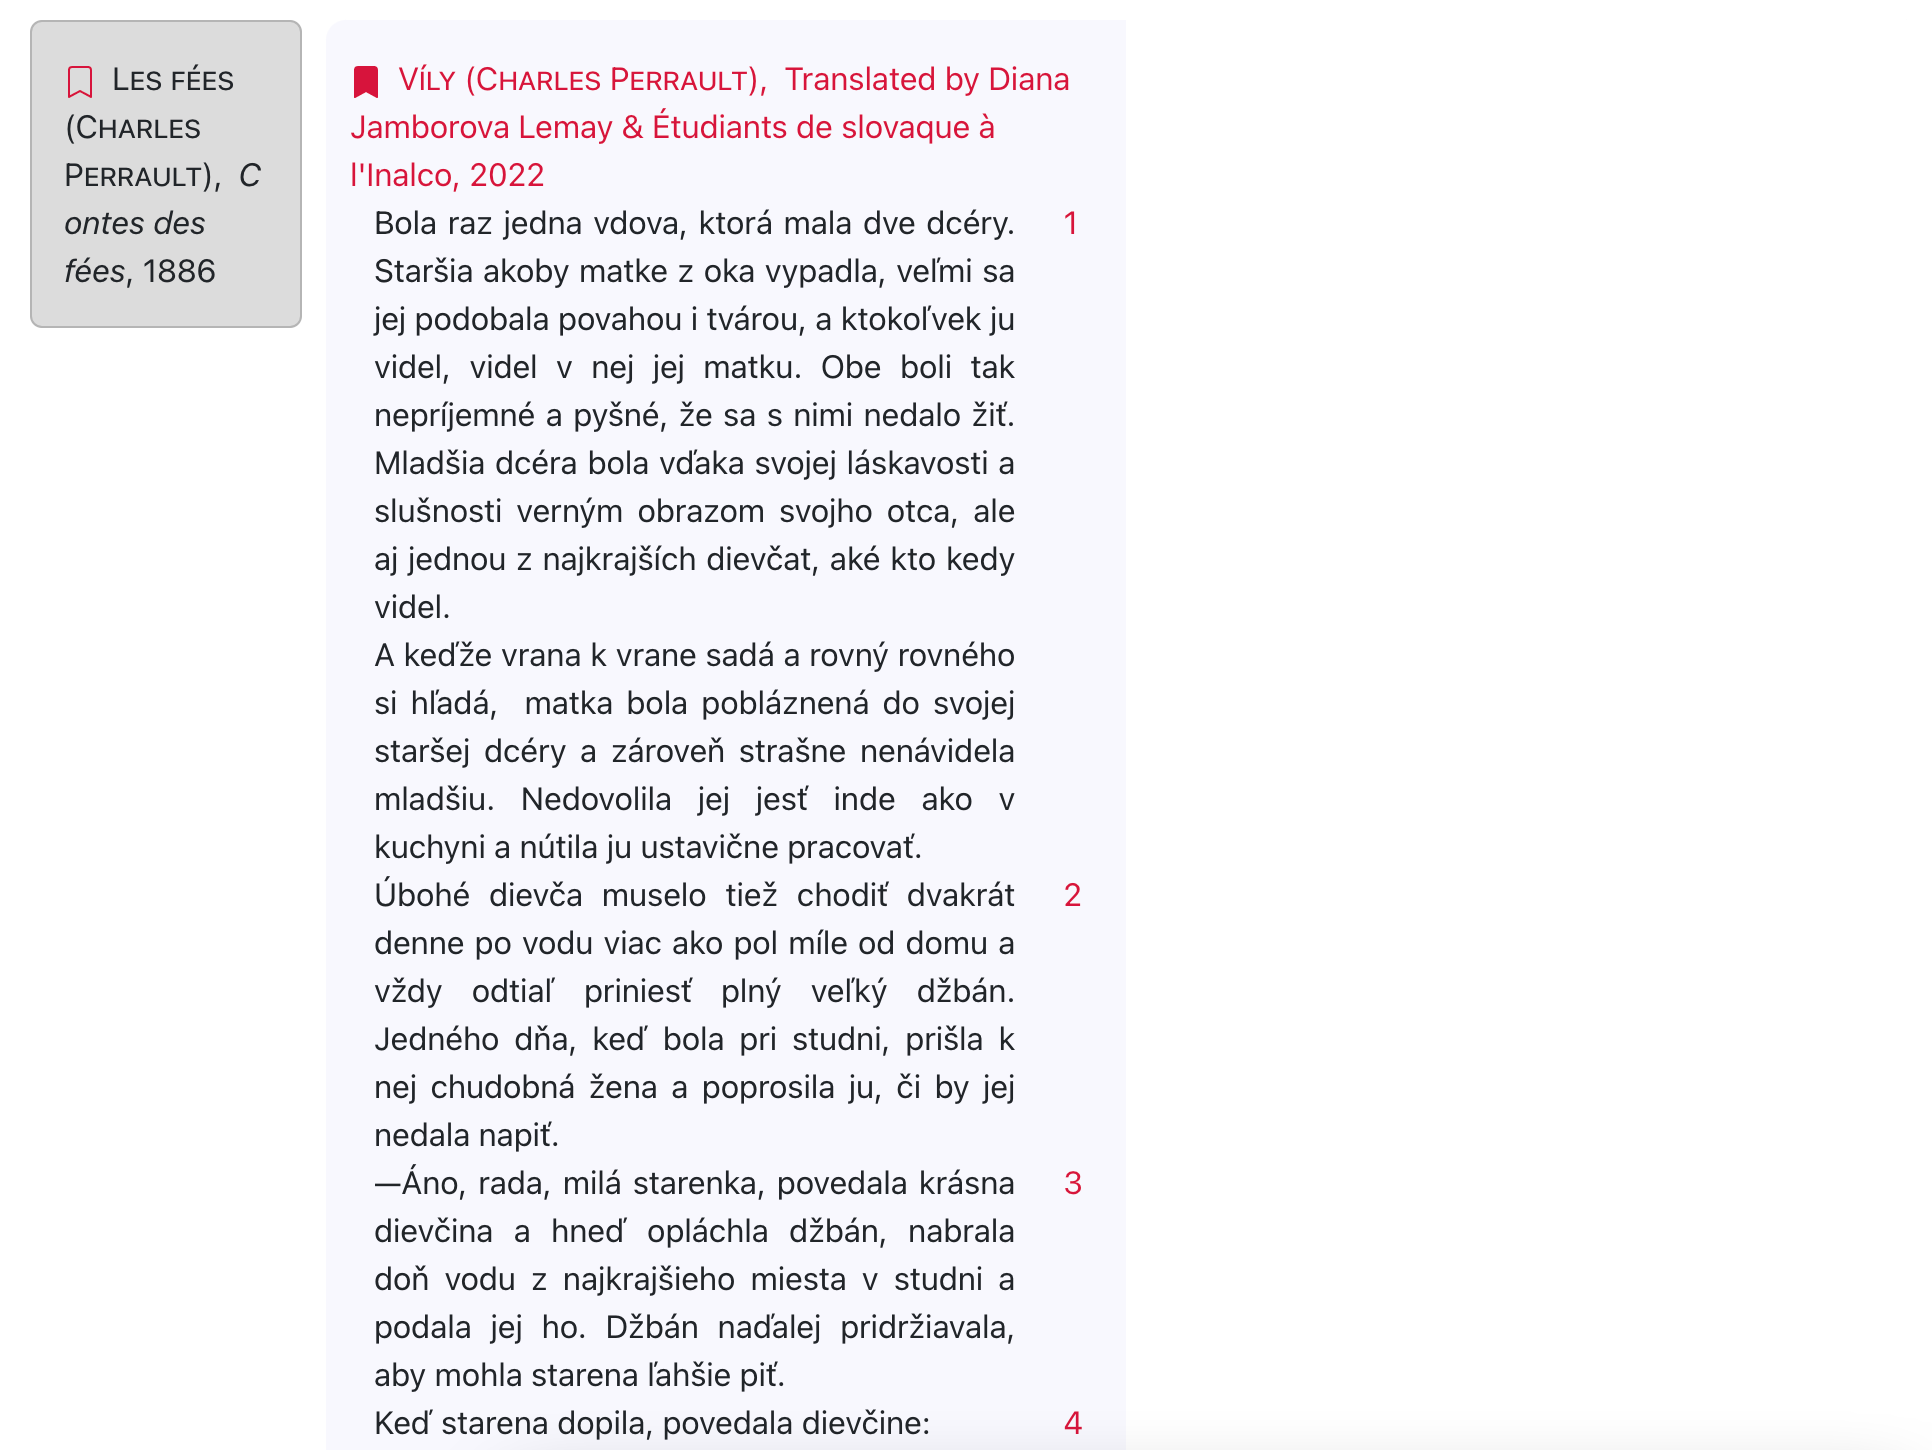 LES FÉES
(CHARLES
PERRAULT), C
ontes des
fées, 1886
VÍLY (CHARLES PERRAULT), Translated by Diana
Jamborova Lemay & Étudiants de slovaque à
l'Inalco, 2022
Bola raz jedna vdova, ktorá mala dve dcéry. 1
Staršia akoby matke z oka vypadla, veľmi sa
jej podobala povahou i tvárou, a ktokoľvek ju
videl, videl v nej jej matku. Obe boli tak
nepríjemné a pyšné, že sa s nimi nedalo žiť.
Mladšia dcéra bola vďaka svojej láskavosti a
slušnosti verným obrazom svojho otca, ale
aj jednou z najkrajších dievčat, aké kto kedy
videl.
A keďže vrana k vrane sadá a rovný rovného
si hľadá, matka bola pobláznená do svojej
staršej dcéry a zároveň strašne nenávidela
mladšiu. Nedovolila jej jesť inde ako v
kuchyni a nútila ju ustavične pracovať.
Úbohé dievča muselo tiež chodiť dvakrát 2
denne po vodu viac ako pol míle od domu a
vždy odtiaľ priniesť plný veľký džbán.
Jedného dňa, keď bola pri studni, prišla k
nej chudobná žena a poprosila ju, či by jej
nedala napiť.
—Áno, rada, milá starenka, povedala krásna 3
dievčina a hneď opláchla džbán, nabrala
doň vodu z najkrajšieho miesta v studni a
podala jej ho. Džbán naďalej pridržiavala,
aby mohla starena ľahšie piť.
Keď starena dopila, povedala dievčine: 4